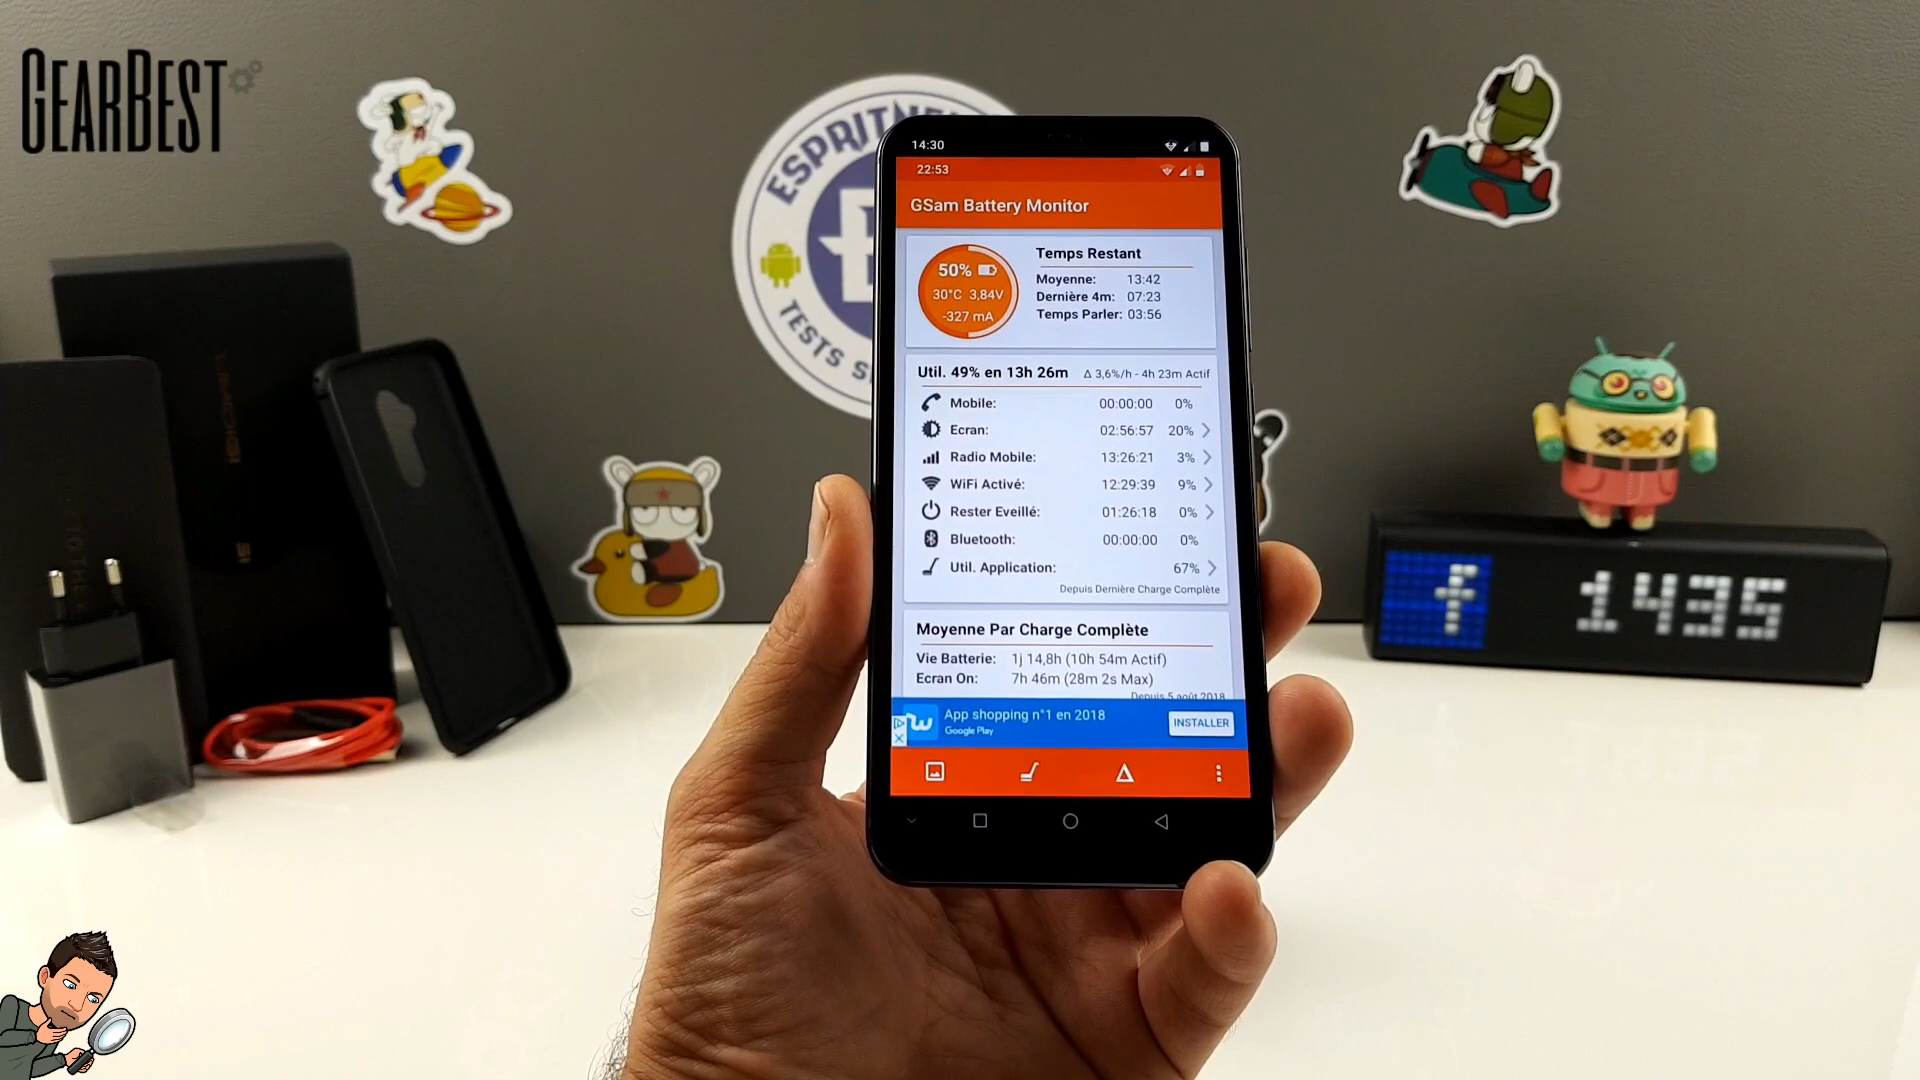 GEARBEST
ESPRITNE
TESTS S
14:30
22:53
GSam Battery Monitor
50%
30°C 3,84V
-327 mA
Temps Restant
Moyenne: 13:42
Dernière 4m: 07:23
Temps Parler: 03:56
Util. 49% en 13h 26m Δ 3,6%/h - 4h 23m Actif
Mobile: 00:00:00 0%
Ecran: 02:56:57 20%
Radio Mobile: 13:26:21 3%
WiFi Activé: 12:29:39 9%
Rester Eveillé: 01:26:18 0%
Bluetooth: 00:00:00 0%
Util. Application: 67%
Depuis Dernière Charge Complète
Moyenne Par Charge Complète
Vie Batterie: 1j 14,8h (10h 54m Actif)
Ecran On: 7h 46m (28m 2s Max)
Depuis 5 août 2018
App shopping n°1 en 2018
Google Play
INSTALLER
f 1435